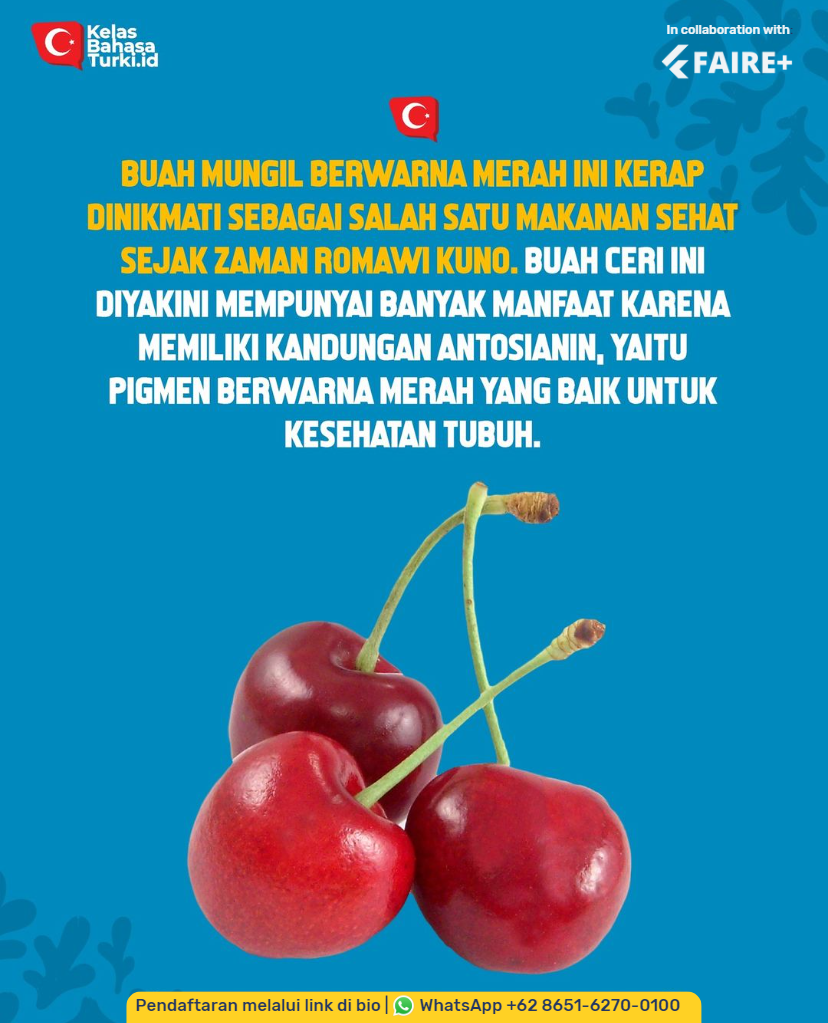 Kelas
Bahasa
Turki.id
In collaboration with
FAIRE+
BUAH MUNGIL BERWARNA MERAH INI KERAP
DINIKMATI SEBAGAI SALAH SATU MAKANAN SEHAT
SEJAK ZAMAN ROMAWI KUNO. BUAH CERI INI
DIYAKINI MEMPUNYAI BANYAK MANFAAT KARENA
MEMILIKI KANDUNGAN ANTOSIANIN, YAITU
PIGMEN BERWARNA MERAH YANG BAIK UNTUK
KESEHATAN TUBUH.
Pendaftaran melalui link di bio | WhatsApp +62 8651-6270-0100